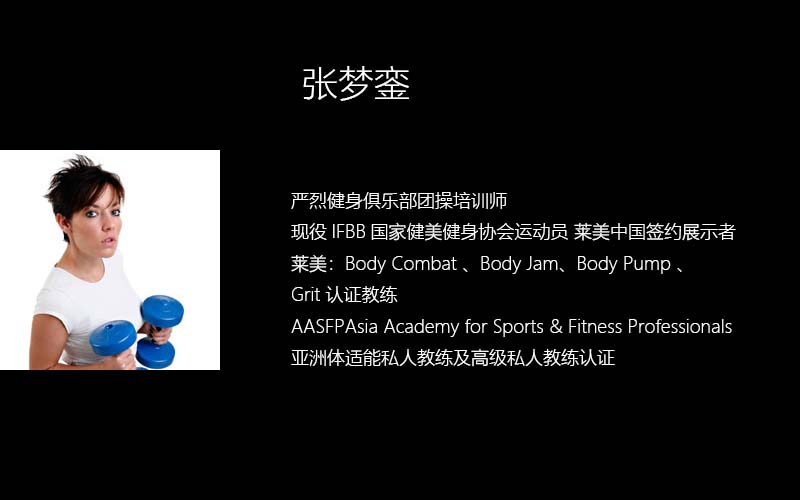 张梦銮
严烈健身俱乐部团操培训师
现役 IFBB 国家健美健身协会运动员 莱美中国签约展示者
莱美：Body Combat 、Body Jam、Body Pump 、
Grit 认证教练
AASFPAsia Academy for Sports & Fitness Professionals
亚洲体适能私人教练及高级私人教练认证